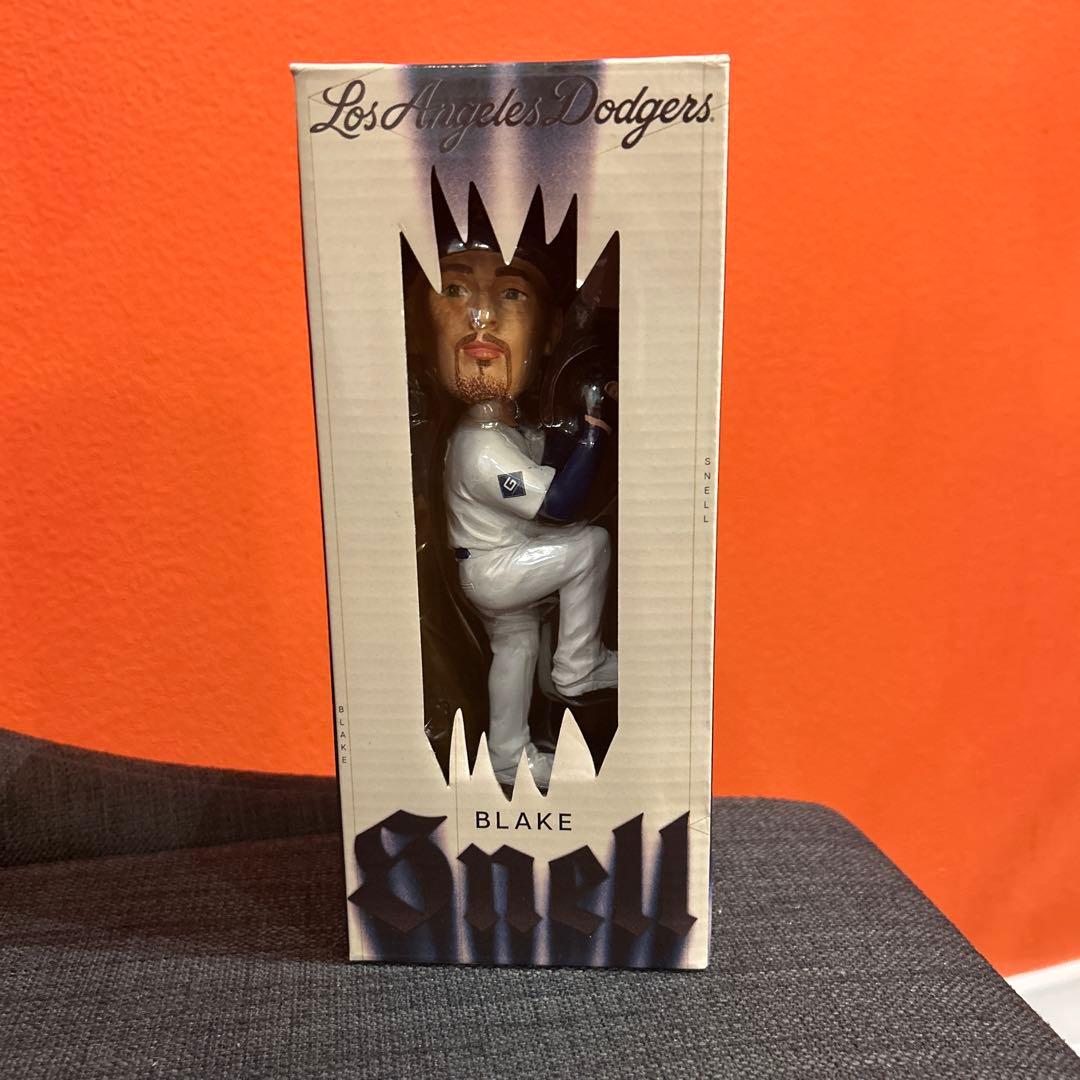 Los Angeles Dodgers.
SNELL
G
BLAKE
BLAKE
Snell